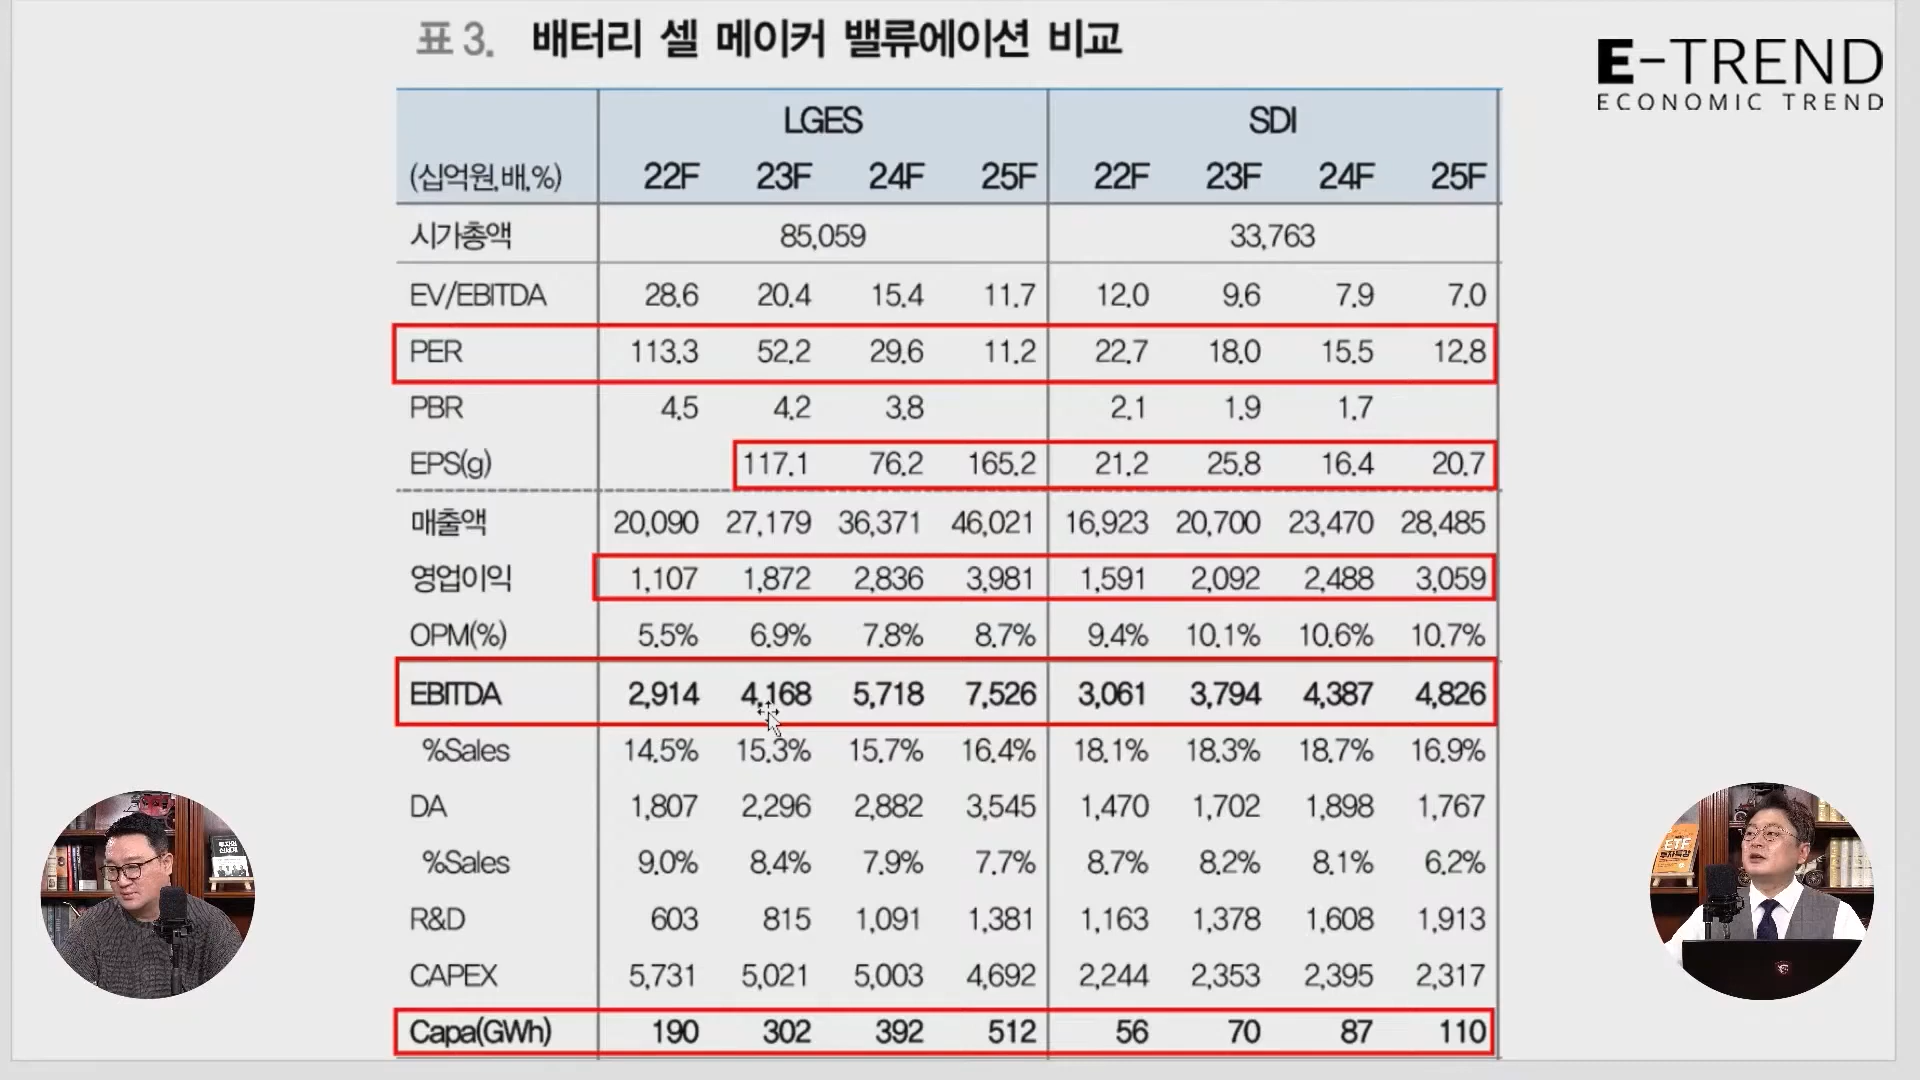 표 3. 배터리 셀 메이커 밸류에이션 비교
E-TREND
ECONOMIC TREND
LGES SDI
(십억원,배,%) 22F 23F 24F 25F 22F 23F 24F 25F
시가총액 85,059 33,763
EV/EBITDA 28.6 20.4 15.4 11.7 12.0 9.6 7.9 7.0
PER 113.3 52.2 29.6 11.2 22.7 18.0 15.5 12.8
PBR 4.5 4.2 3.8 2.1 1.9 1.7
EPS(g) 117.1 76.2 165.2 21.2 25.8 16.4 20.7
매출액 20,090 27,179 36,371 46,021 16,923 20,700 23,470 28,485
영업이익 1,107 1,872 2,836 3,981 1,591 2,092 2,488 3,059
OPM(%) 5.5% 6.9% 7.8% 8.7% 9.4% 10.1% 10.6% 10.7%
EBITDA 2,914 4,168 5,718 7,526 3,061 3,794 4,387 4,826
%Sales 14.5% 15.3% 15.7% 16.4% 18.1% 18.3% 18.7% 16.9%
DA 1,807 2,296 2,882 3,545 1,470 1,702 1,898 1,767
%Sales 9.0% 8.4% 7.9% 7.7% 8.7% 8.2% 8.1% 6.2%
R&D 603 815 1,091 1,381 1,163 1,378 1,608 1,913
CAPEX 5,731 5,021 5,003 4,692 2,244 2,353 2,395 2,317
Capa(GWh) 190 302 392 512 56 70 87 110
투자의
신세계
ETF
투자특강